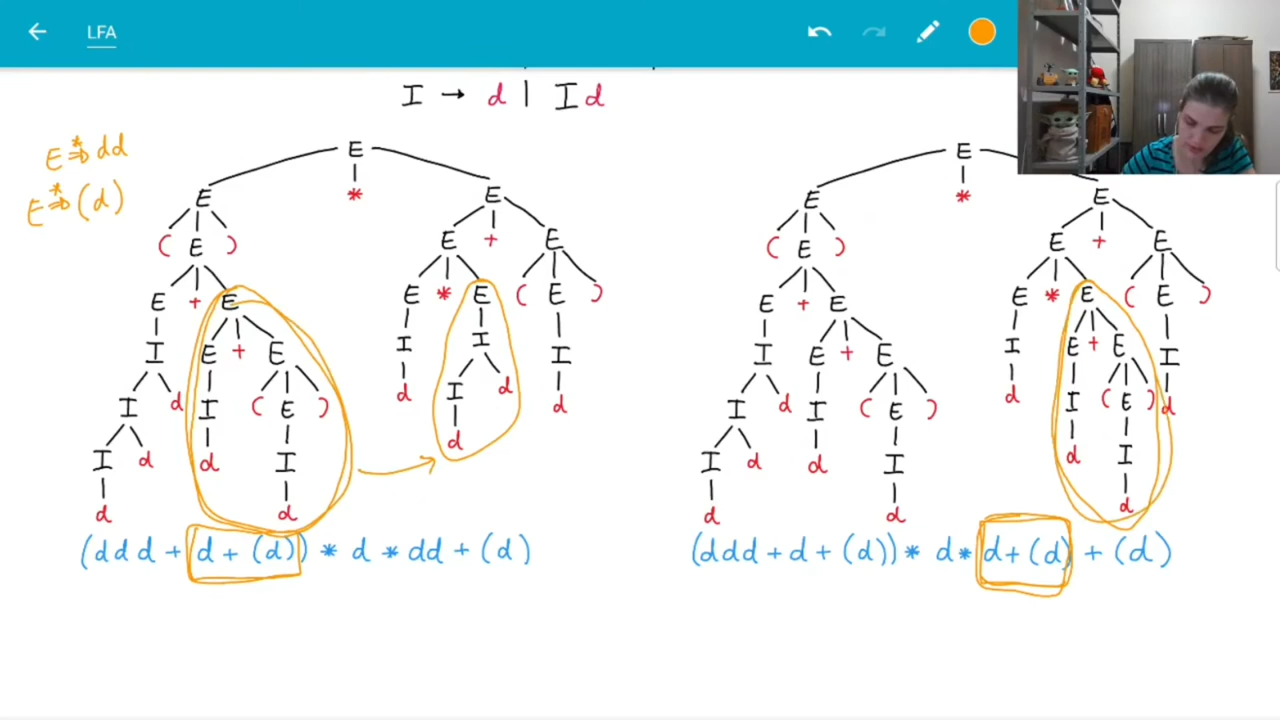 LFA
I → d | I d
E ⇒* dd
E ⇒* (d)
E E
* *
E E E E
( E ) E + E ( E ) E + E
E + E E * E ( E ) E + E E * E ( E )
I E + E I I I I E + E I E + E I
I d I ( E ) d I d d I d I ( E ) d I ( E ) d
I d d I d I d d I d I
d d d d d
(ddd + d + (d)) * d * dd + (d)
(ddd + d + (d)) * d * d + (d) + (d)